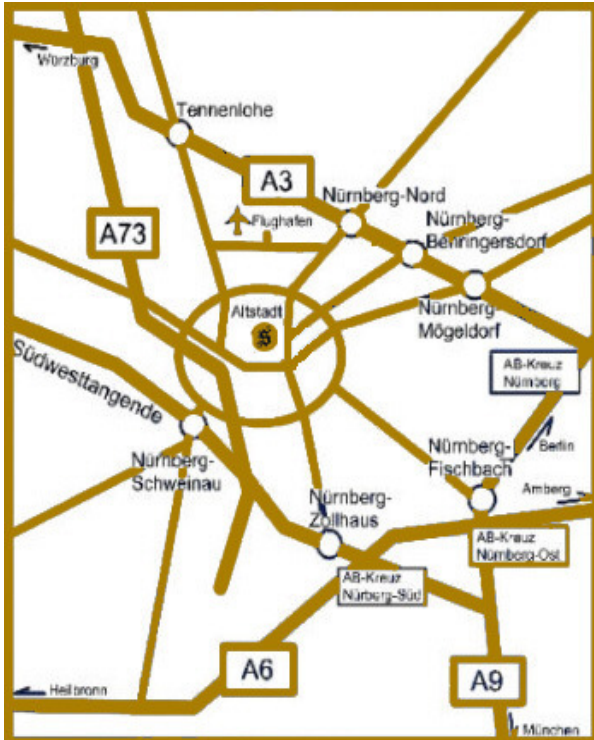 Würzburg
Tennenlohe
A3
Nürnberg-Nord
A73
Flughafen
Nürnberg-
Behringersdorf
Altstadt
S
Nürnberg-
Mögeldorf
Südwesttangende
AB-Kreuz
Nürnberg
Nürnberg-
Schweinau
Nürnberg-
Fischbach
Berlin
Nürnberg-
Zollhaus
Amberg
AB-Kreuz
Nürnberg-Ost
AB-Kreuz
Nürberg-Süd
A6
A9
Heilbronn
München